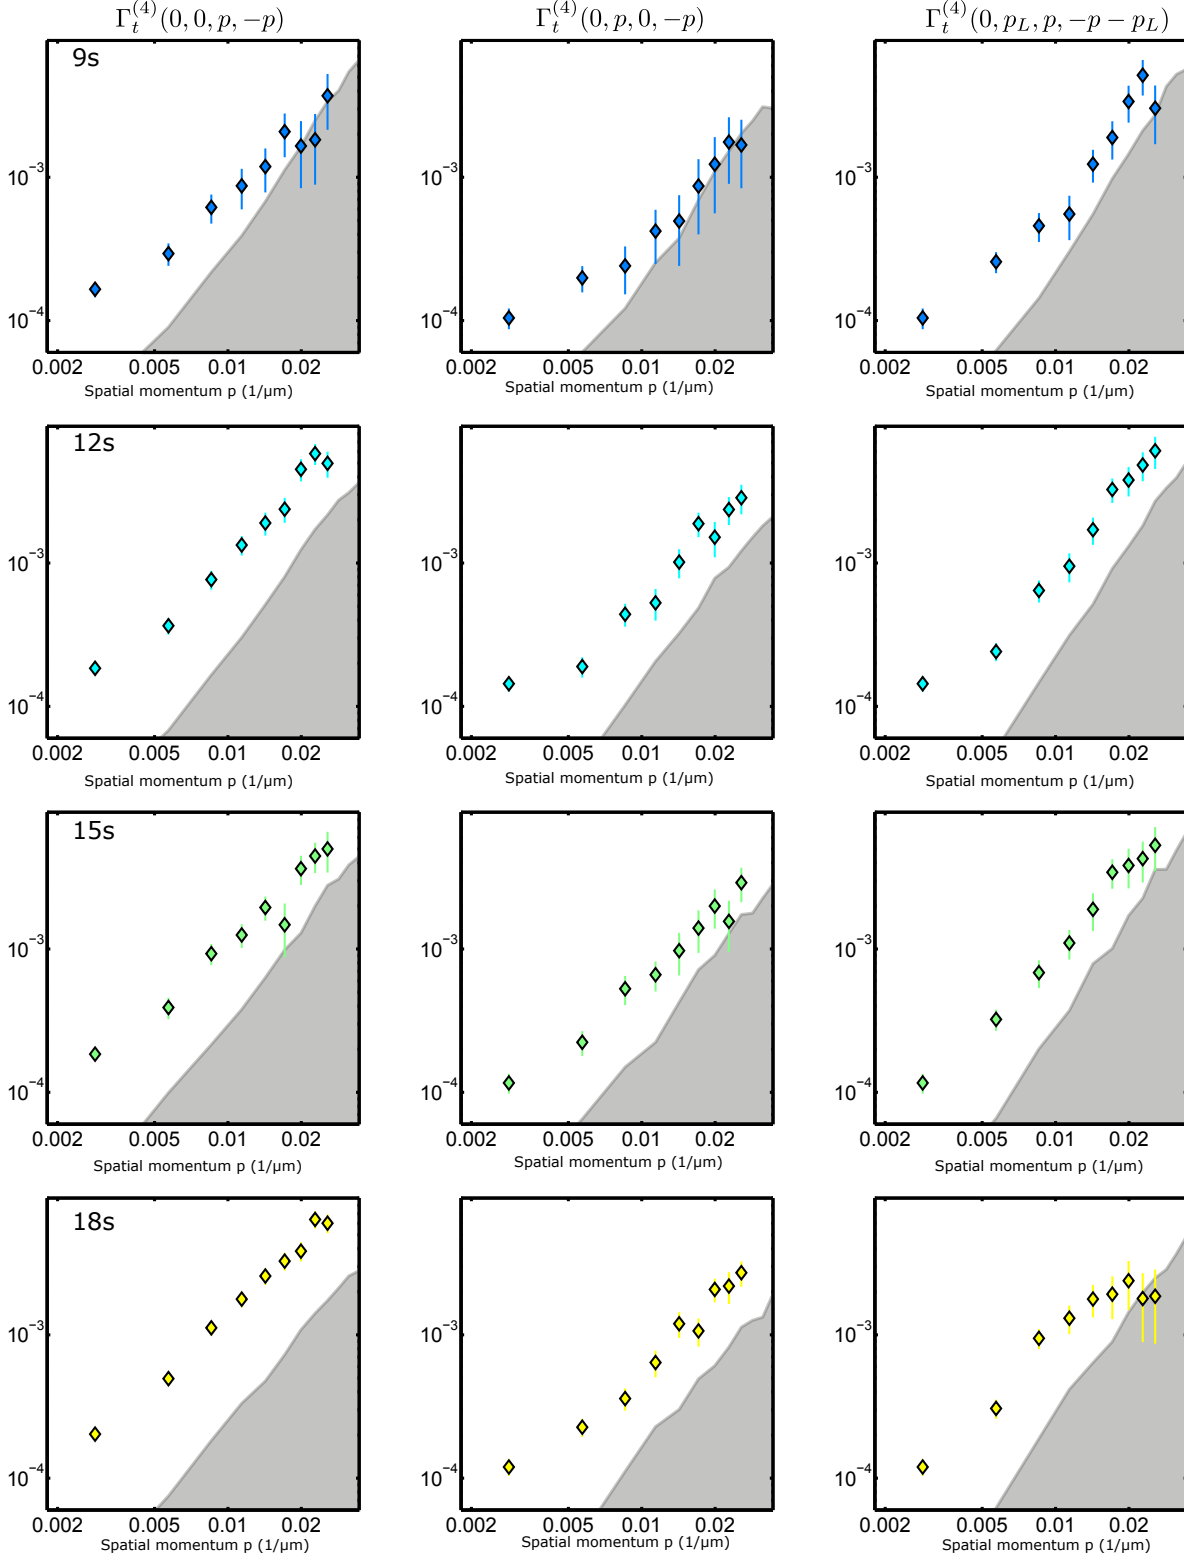 Γₜ⁽⁴⁾(0, 0, p, −p) Γₜ⁽⁴⁾(0, p, 0, −p) Γₜ⁽⁴⁾(0, p_L, p, −p − p_L)
9s
10⁻³ 10⁻³ 10⁻³
10⁻⁴ 10⁻⁴ 10⁻⁴
0.002 0.005 0.01 0.02 0.002 0.005 0.01 0.02 0.002 0.005 0.01 0.02
Spatial momentum p (1/μm) Spatial momentum p (1/μm) Spatial momentum p (1/μm)
12s
10⁻³ 10⁻³ 10⁻³
10⁻⁴ 10⁻⁴ 10⁻⁴
0.002 0.005 0.01 0.02 0.002 0.005 0.01 0.02 0.002 0.005 0.01 0.02
Spatial momentum p (1/μm) Spatial momentum p (1/μm) Spatial momentum p (1/μm)
15s
10⁻³ 10⁻³ 10⁻³
10⁻⁴ 10⁻⁴ 10⁻⁴
0.002 0.005 0.01 0.02 0.002 0.005 0.01 0.02 0.002 0.005 0.01 0.02
Spatial momentum p (1/μm) Spatial momentum p (1/μm) Spatial momentum p (1/μm)
18s
10⁻³ 10⁻³ 10⁻³
10⁻⁴ 10⁻⁴ 10⁻⁴
0.002 0.005 0.01 0.02 0.002 0.005 0.01 0.02 0.002 0.005 0.01 0.02
Spatial momentum p (1/μm) Spatial momentum p (1/μm) Spatial momentum p (1/μm)